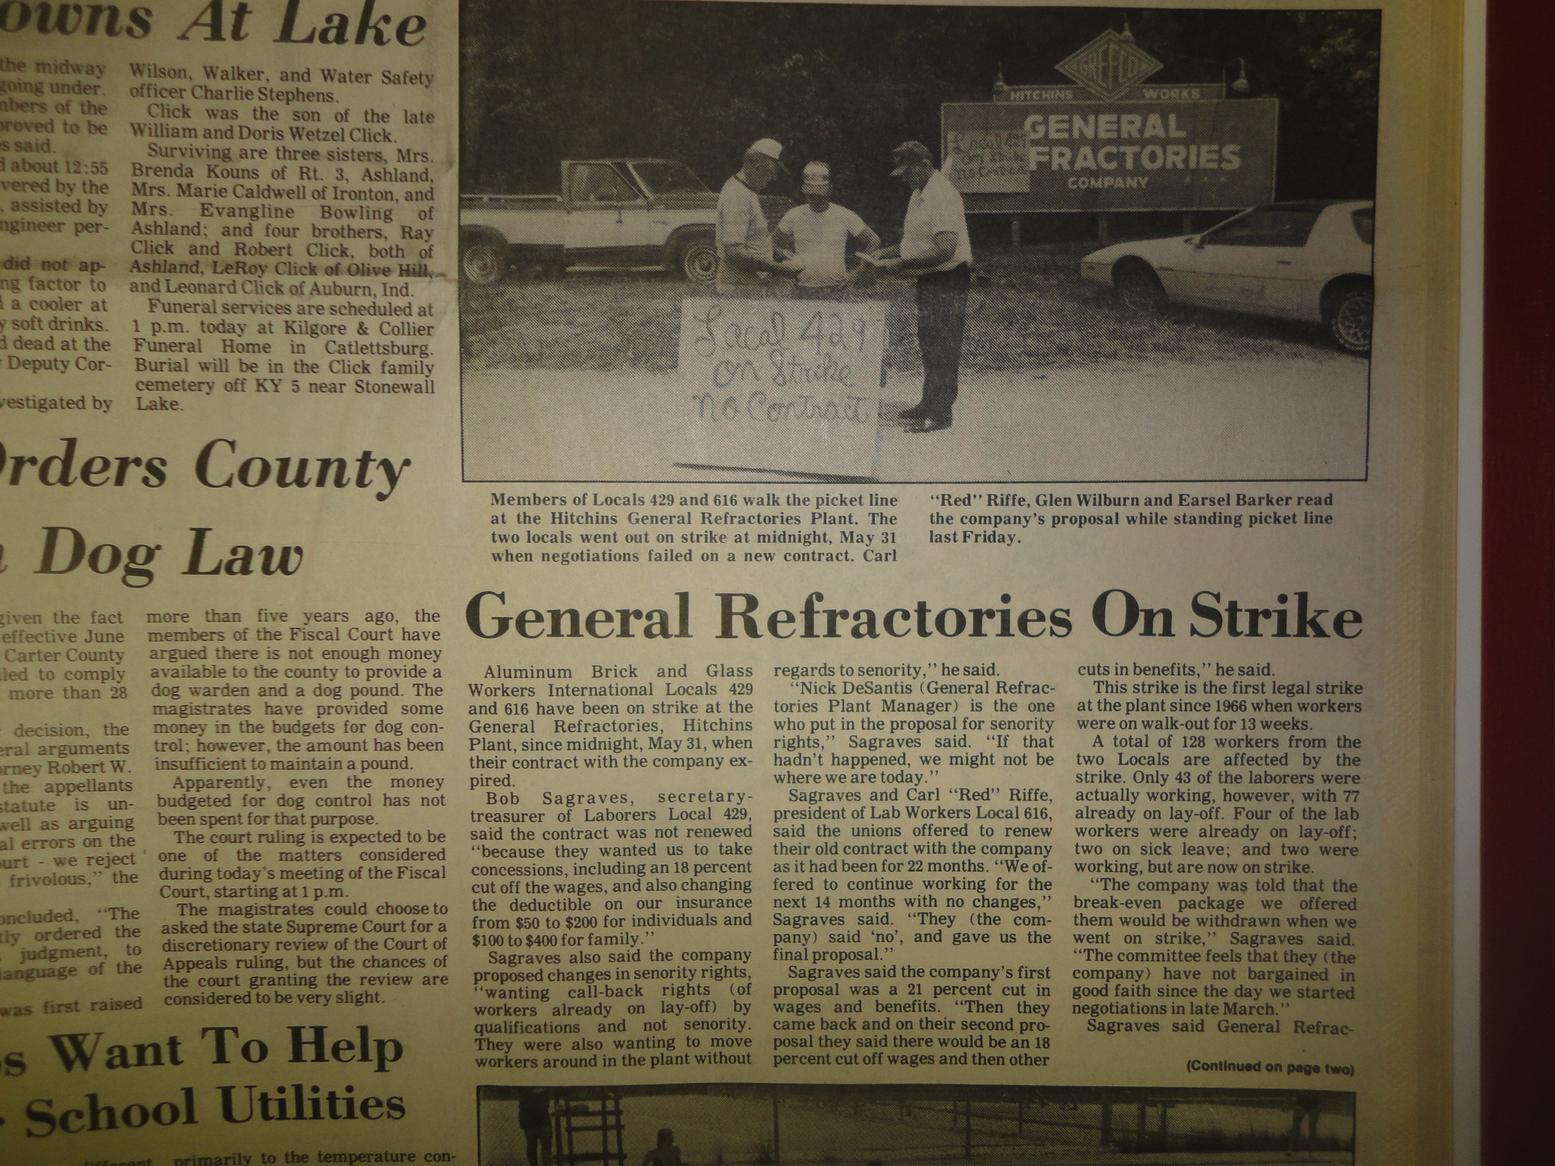 owns At Lake
the midway
going under.
mbers of the
proved to be
s said.
d about 12:55
vered by the
, assisted by
ngineer per-
did not ap-
ng factor to
d a cooler at
y soft drinks.
d dead at the
Deputy Cor-
vestigated by
Wilson, Walker, and Water Safety
officer Charlie Stephens.
Click was the son of the late
William and Doris Wetzel Click.
Surviving are three sisters, Mrs.
Brenda Kouns of Rt. 3, Ashland,
Mrs. Marie Caldwell of Ironton, and
Mrs. Evangline Bowling of
Ashland; and four brothers, Ray
Click and Robert Click, both of
Ashland, LeRoy Click of Olive Hill,
and Leonard Click of Auburn, Ind.
Funeral services are scheduled at
1 p.m. today at Kilgore & Collier
Funeral Home in Catlettsburg.
Burial will be in the Click family
cemetery off KY 5 near Stonewall
Lake.
GREFCO
HITCHINS WORKS
GENERAL
FRACTORIES
COMPANY
Local 429
on Strike
No Contract
Local 429
on Strike
No Contract
Members of Locals 429 and 616 walk the picket line
at the Hitchins General Refractories Plant. The
two locals went out on strike at midnight, May 31
when negotiations failed on a new contract. Carl
"Red" Riffe, Glen Wilburn and Earsel Barker read
the company's proposal while standing picket line
last Friday.
Orders County
Dog Law
given the fact
effective June
Carter County
led to comply
more than 28
decision, the
eral arguments
orney Robert W.
the appellants
statute is un-
well as arguing
al errors on the
ourt - we reject
frivolous," the
oncluded, "The
tly ordered the
judgment, to
language of the
was first raised
more than five years ago, the
members of the Fiscal Court have
argued there is not enough money
available to the county to provide a
dog warden and a dog pound. The
magistrates have provided some
money in the budgets for dog con-
trol; however, the amount has been
insufficient to maintain a pound.
Apparently, even the money
budgeted for dog control has not
been spent for that purpose.
The court ruling is expected to be
one of the matters considered
during today's meeting of the Fiscal
Court, starting at 1 p.m.
The magistrates could choose to
asked the state Supreme Court for a
discretionary review of the Court of
Appeals ruling, but the chances of
the court granting the review are
considered to be very slight.
s Want To Help
School Utilities
primarily to the temperature con-
General Refractories On Strike
Aluminum Brick and Glass
Workers International Locals 429
and 616 have been on strike at the
General Refractories, Hitchins
Plant, since midnight, May 31, when
their contract with the company ex-
pired.
Bob Sagraves, secretary-
treasurer of Laborers Local 429,
said the contract was not renewed
"because they wanted us to take
concessions, including an 18 percent
cut off the wages, and also changing
the deductible on our insurance
from $50 to $200 for individuals and
$100 to $400 for family."
Sagraves also said the company
proposed changes in senority rights,
"wanting call-back rights (of
workers already on lay-off) by
qualifications and not senority.
They were also wanting to move
workers around in the plant without
regards to senority," he said.
"Nick DeSantis (General Refrac-
tories Plant Manager) is the one
who put in the proposal for senority
rights," Sagraves said. "If that
hadn't happened, we might not be
where we are today."
Sagraves and Carl "Red" Riffe,
president of Lab Workers Local 616,
said the unions offered to renew
their old contract with the company
as it had been for 22 months. "We of-
fered to continue working for the
next 14 months with no changes,"
Sagraves said. "They (the com-
pany) said 'no', and gave us the
final proposal."
Sagraves said the company's first
proposal was a 21 percent cut in
wages and benefits. "Then they
came back and on their second pro-
posal they said there would be an 18
percent cut off wages and then other
cuts in benefits," he said.
This strike is the first legal strike
at the plant since 1966 when workers
were on walk-out for 13 weeks.
A total of 128 workers from the
two Locals are affected by the
strike. Only 43 of the laborers were
actually working, however, with 77
already on lay-off. Four of the lab
workers were already on lay-off;
two on sick leave; and two were
working, but are now on strike.
"The company was told that the
break-even package we offered
them would be withdrawn when we
went on strike," Sagraves said.
"The committee feels that they (the
company) have not bargained in
good faith since the day we started
negotiations in late March."
Sagraves said General Refrac-
(Continued on page two)